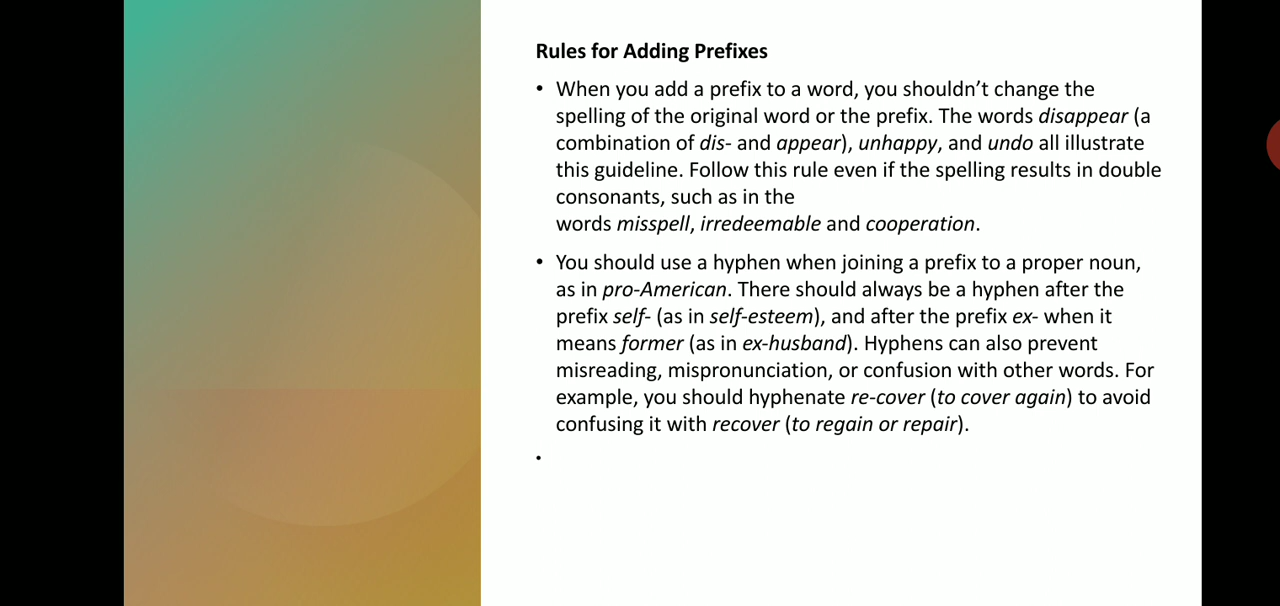 Rules for Adding Prefixes
• When you add a prefix to a word, you shouldn’t change the
spelling of the original word or the prefix. The words disappear (a
combination of dis- and appear), unhappy, and undo all illustrate
this guideline. Follow this rule even if the spelling results in double
consonants, such as in the
words misspell, irredeemable and cooperation.
• You should use a hyphen when joining a prefix to a proper noun,
as in pro-American. There should always be a hyphen after the
prefix self- (as in self-esteem), and after the prefix ex- when it
means former (as in ex-husband). Hyphens can also prevent
misreading, mispronunciation, or confusion with other words. For
example, you should hyphenate re-cover (to cover again) to avoid
confusing it with recover (to regain or repair).
•